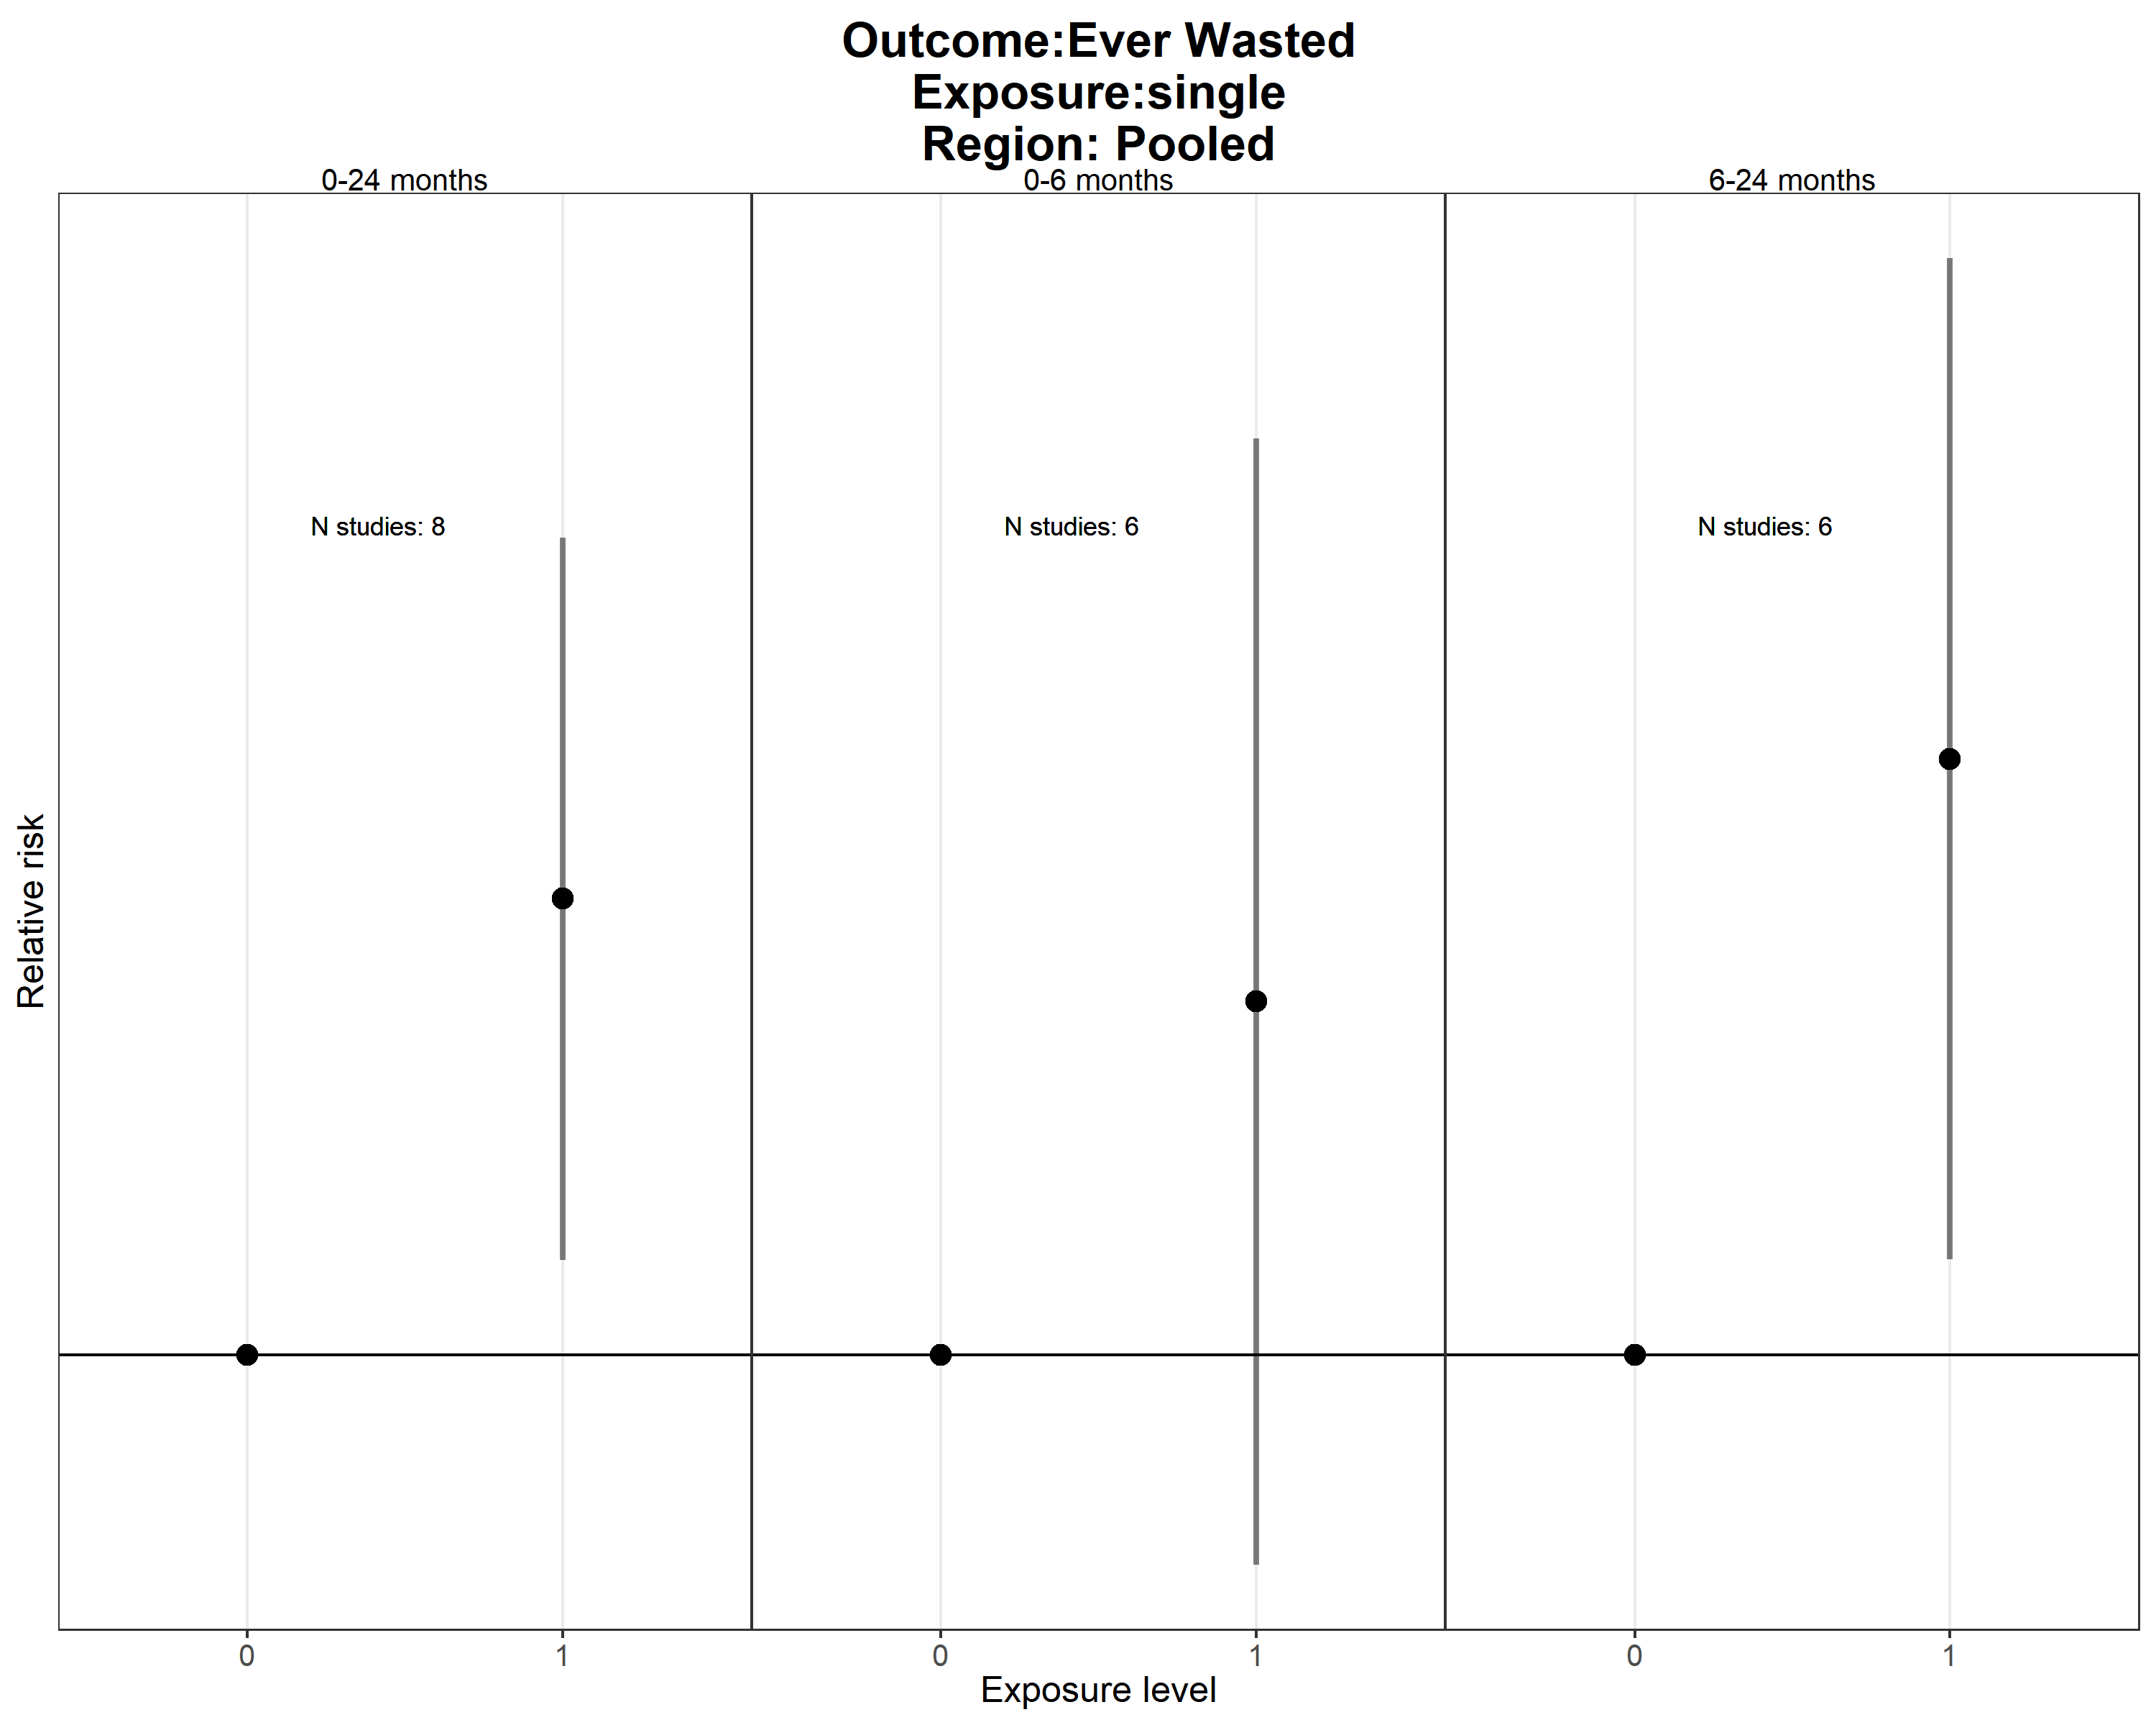 Outcome:Ever Wasted
Exposure:single
Region: Pooled
0-24 months
0-6 months
6-24 months
N studies: 8
N studies: 6
N studies: 6
Relative risk
0
1
0
1
0
1
Exposure level